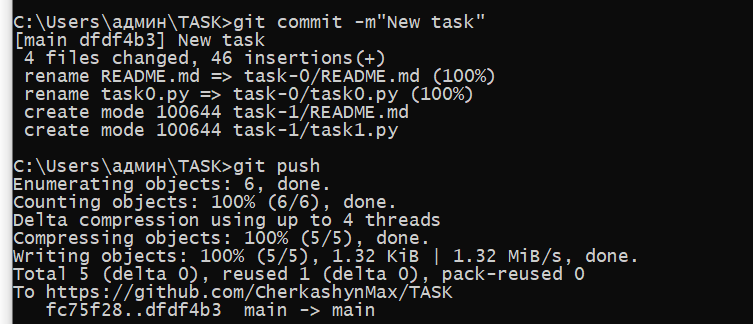 C:\Users\админ\TASK>git commit -m"New task"
[main dfdf4b3] New task
 4 files changed, 46 insertions(+)
 rename README.md => task-0/README.md (100%)
 rename task0.py => task-0/task0.py (100%)
 create mode 100644 task-1/README.md
 create mode 100644 task-1/task1.py
C:\Users\админ\TASK>git push
Enumerating objects: 6, done.
Counting objects: 100% (6/6), done.
Delta compression using up to 4 threads
Compressing objects: 100% (5/5), done.
Writing objects: 100% (5/5), 1.32 KiB | 1.32 MiB/s, done.
Total 5 (delta 0), reused 1 (delta 0), pack-reused 0
To https://github.com/CherkashynMax/TASK
   fc75f28..dfdf4b3  main -> main